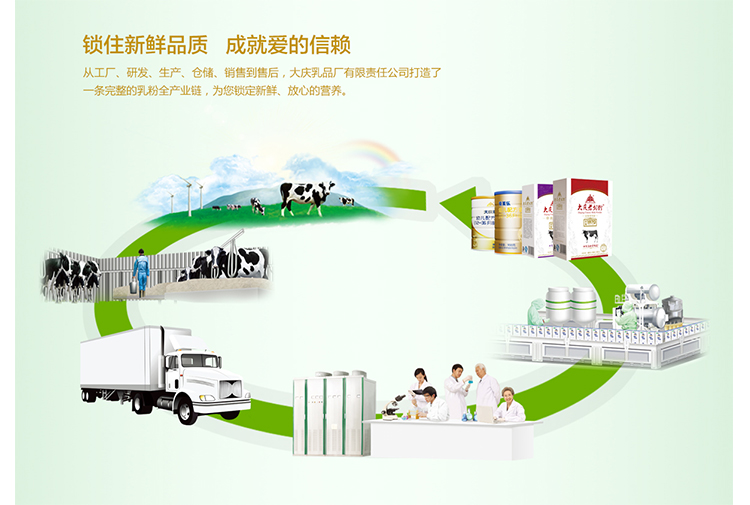 锁住新鲜品质 成就爱的信赖
从工厂、研发、生产、仓储、销售到售后，大庆乳品厂有限责任公司打造了
一条完整的乳粉全产业链，为您锁定新鲜、放心的营养。